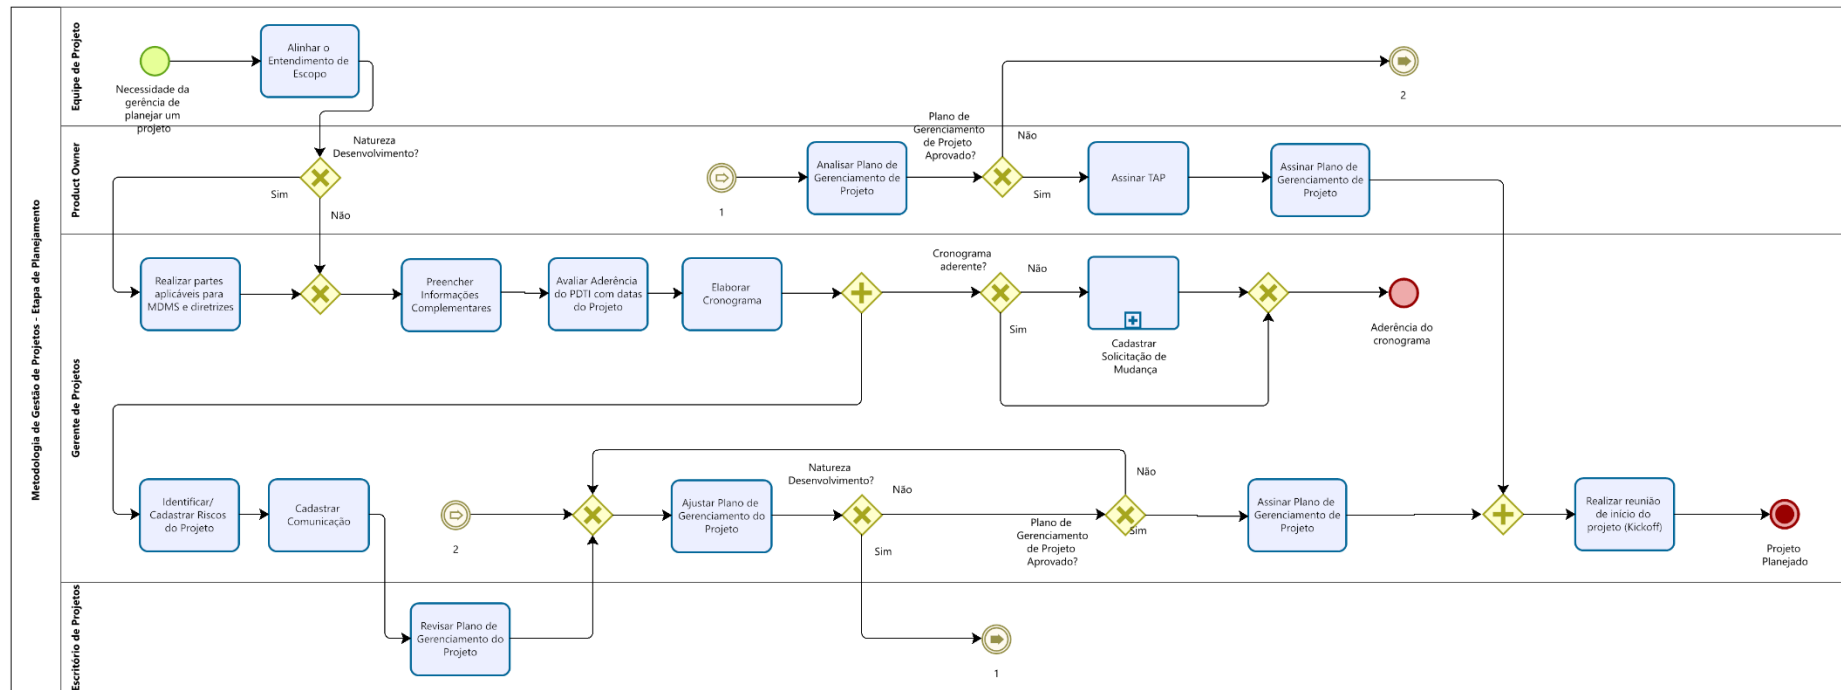 Metodologia de Gestão de Projetos - Etapa de Planejamento
Equipe de Projeto
Necessidade da
gerência de
planejar um
projeto
Alinhar o
Entendimento de
Escopo
2
Product Owner
Natureza
Desenvolvimento?
Sim
Não
1
Analisar Plano de
Gerenciamento de
Projeto
Plano de
Gerenciamento
de Projeto
Aprovado?
Não
Sim
Assinar TAP
Assinar Plano de
Gerenciamento de
Projeto
Gerente de Projetos
Realizar partes
aplicáveis para
MDMS e diretrizes
Preencher
Informações
Complementares
Avaliar Aderência
do PDTI com datas
do Projeto
Elaborar
Cronograma
Cronograma
aderente?
Não
Sim
Cadastrar
Solicitação de
Mudança
Aderência do
cronograma
Identificar/
Cadastrar Riscos
do Projeto
Cadastrar
Comunicação
2
Ajustar Plano de
Gerenciamento do
Projeto
Natureza
Desenvolvimento?
Não
Sim
Plano de
Gerenciamento
de Projeto
Aprovado?
Não
Sim
Assinar Plano de
Gerenciamento de
Projeto
Realizar reunião
de início do
projeto (Kickoff)
Projeto
Planejado
Escritório de Projetos
Revisar Plano de
Gerenciamento do
Projeto
1